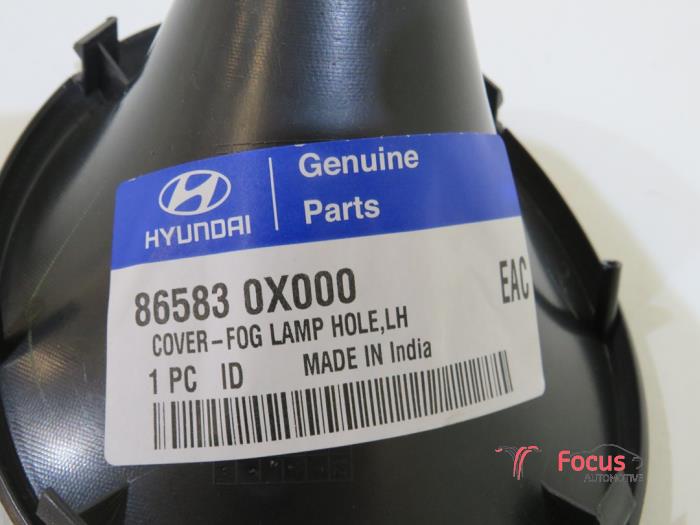 Genuine
Parts
HYUNDAI
86583 0X000
EAC
COVER-FOG LAMP HOLE,LH
1 PC ID MADE IN India
Focus
AUTOMOTIVE